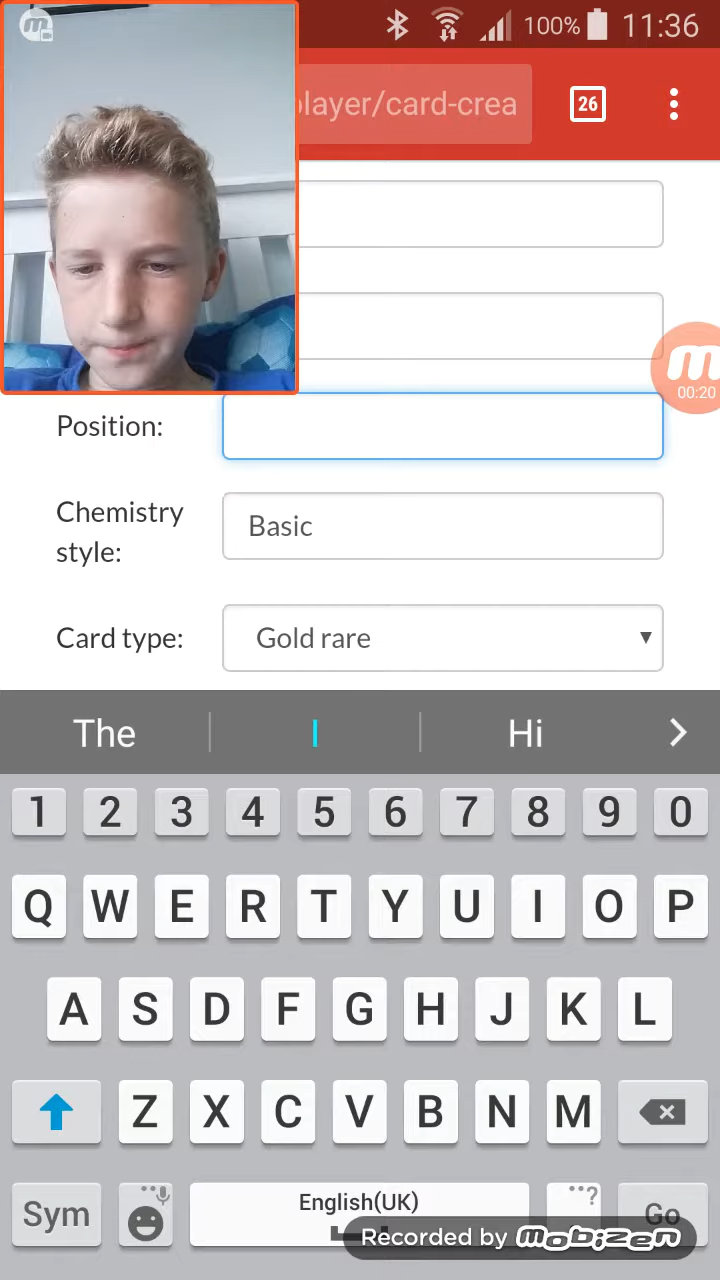 100% 11:36
player/card-crea 26
00:20
Position:
Chemistry
style:
Basic
Card type: Gold rare
The I Hi
1 2 3 4 5 6 7 8 9 0
Q W E R T Y U I O P
A S D F G H J K L
Z X C V B N M
Sym English(UK) ? Go
Recorded by mobizen